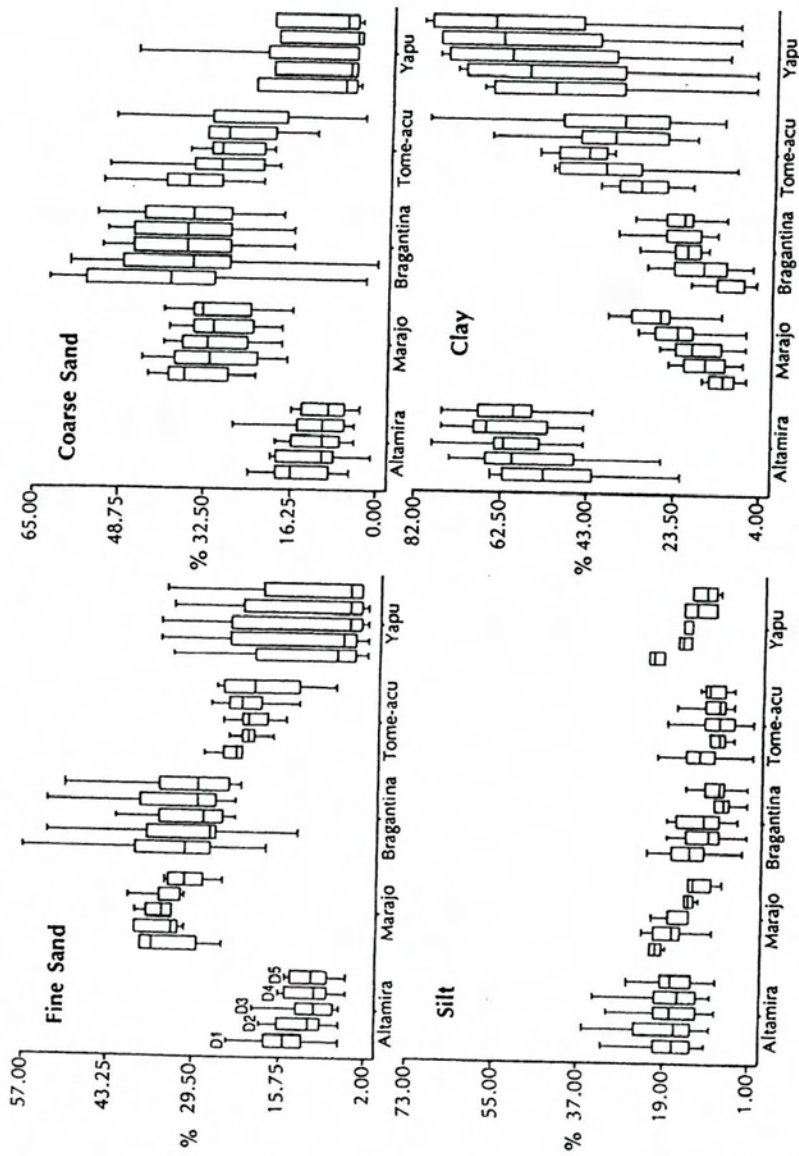 Fine Sand
57.00
43.25
29.50
15.75
2.00
%
D1
D2
D3
D4
D5
Altamira
Marajo
Bragantina
Tome-acu
Yapu
Coarse Sand
65.00
48.75
32.50
16.25
0.00
%
Altamira
Marajo
Bragantina
Tome-acu
Yapu
Silt
73.00
55.00
% 37.00
19.00
1.00
Altamira
Marajo
Bragantina
Tome-acu
Yapu
Clay
82.00
62.50
% 43.00
23.50
4.00
Altamira
Marajo
Bragantina
Tome-acu
Yapu